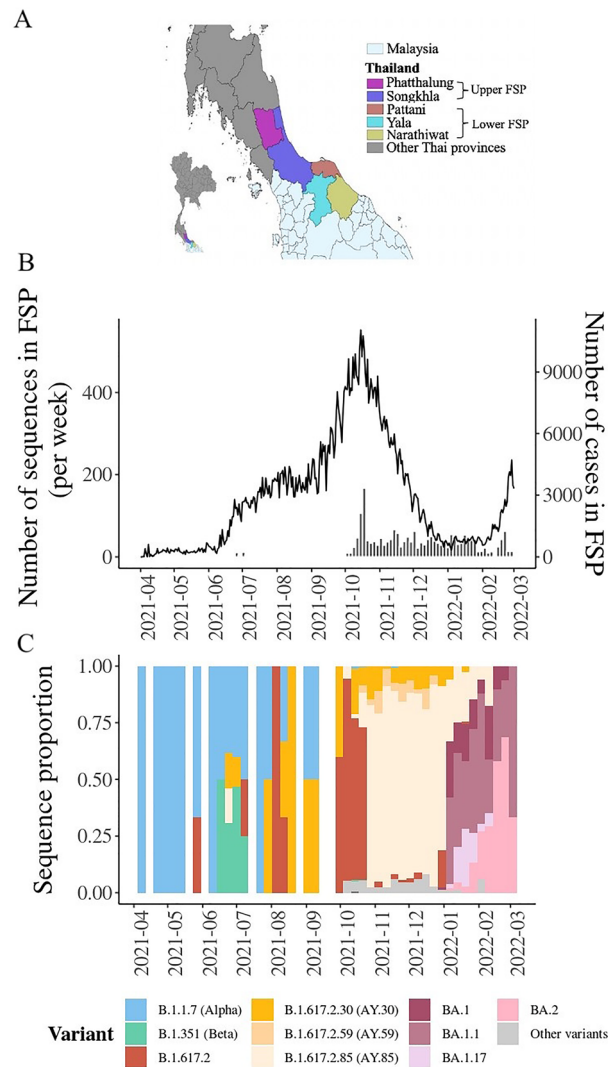 A
Malaysia
Thailand
Phatthalung
Songkhla
Upper FSP
Pattani
Yala
Narathiwat
Lower FSP
Other Thai provinces
B
Number of sequences in FSP
(per week)
400
200
0
Number of cases in FSP
9000
6000
3000
0
2021-04
2021-05
2021-06
2021-07
2021-08
2021-09
2021-10
2021-11
2021-12
2022-01
2022-02
2022-03
C
Sequence proportion
1.00
0.75
0.50
0.25
0.00
2021-04
2021-05
2021-06
2021-07
2021-08
2021-09
2021-10
2021-11
2021-12
2022-01
2022-02
2022-03
Variant
B.1.1.7 (Alpha)
B.1.351 (Beta)
B.1.617.2
B.1.617.2.30 (AY.30)
B.1.617.2.59 (AY.59)
B.1.617.2.85 (AY.85)
BA.1
BA.1.1
BA.1.17
BA.2
Other variants